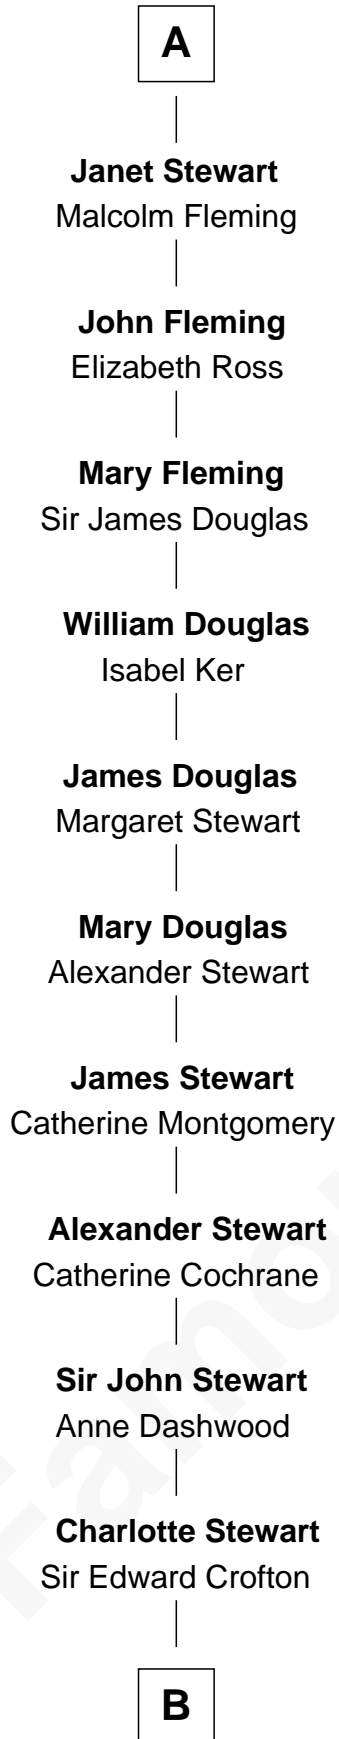 A
Janet Stewart
Malcolm Fleming
John Fleming
Elizabeth Ross
Mary Fleming
Sir James Douglas
William Douglas
Isabel Ker
James Douglas
Margaret Stewart
Mary Douglas
Alexander Stewart
James Stewart
Catherine Montgomery
Alexander Stewart
Catherine Cochrane
Sir John Stewart
Anne Dashwood
Charlotte Stewart
Sir Edward Crofton
B